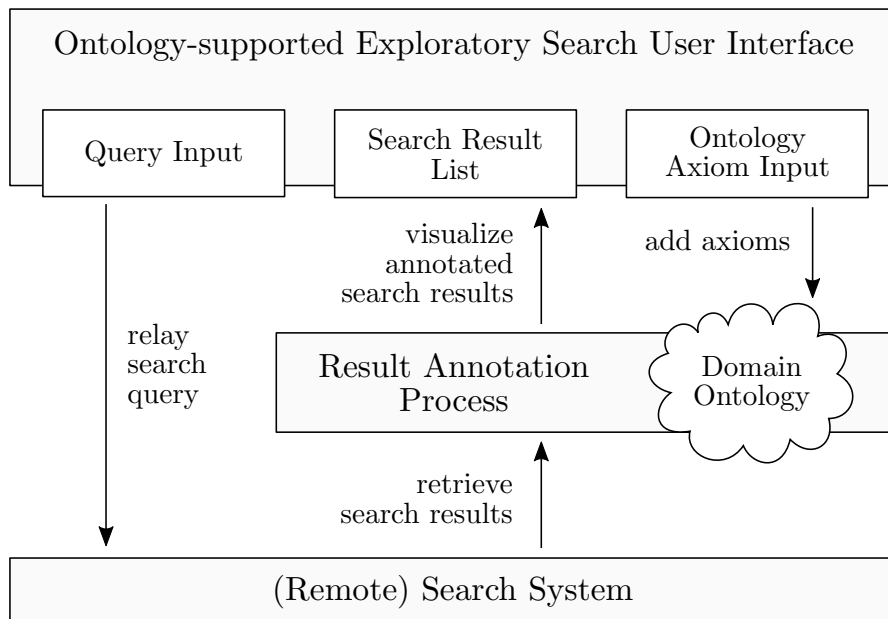 Ontology-supported Exploratory Search User Interface
Query Input
Search Result
List
Ontology
Axiom Input
visualize
annotated
search results
add axioms
relay
search
query
Result Annotation
Process
Domain
Ontology
retrieve
search results
(Remote) Search System